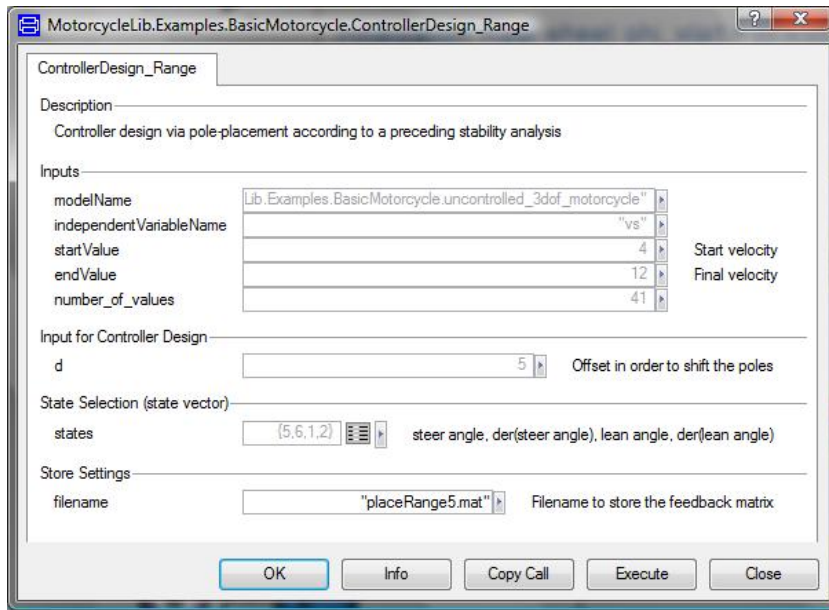 MotorcycleLib.Examples.BasicMotorcycle.ControllerDesign_Range
ControllerDesign_Range
Description
Controller design via pole-placement according to a preceding stability analysis
Inputs
modelName Lib.Examples.BasicMotorcycle.uncontrolled_3dof_motorcycle"
independentVariableName "vs"
startValue 4 Start velocity
endValue 12 Final velocity
number_of_values 41
Input for Controller Design
d 5 Offset in order to shift the poles
State Selection (state vector)
states {5,6,1,2} steer angle, der(steer angle), lean angle, der(lean angle)
Store Settings
filename "placeRange5.mat" Filename to store the feedback matrix
OK Info Copy Call Execute Close